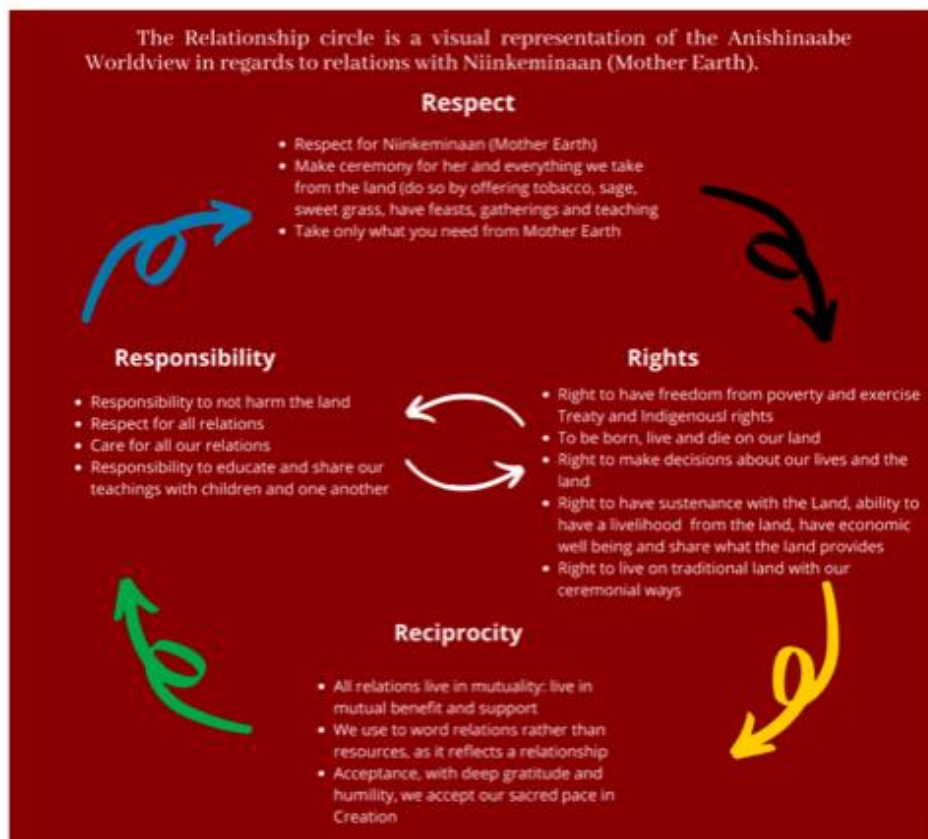 The Relationship circle is a visual representation of the Anishinaabe
Worldview in regards to relations with Niinkeminaan (Mother Earth).
Respect
• Respect for Niinkeminaan (Mother Earth)
• Make ceremony for her and everything we take
from the land (do so by offering tobacco, sage,
sweet grass, have feasts, gatherings and teaching
• Take only what you need from Mother Earth
Responsibility
• Responsibility to not harm the land
• Respect for all relations
• Care for all our relations
• Responsibility to educate and share our
teachings with children and one another
Rights
• Right to have freedom from poverty and exercise
Treaty and Indigenousl rights
• To be born, live and die on our land
• Right to make decisions about our lives and the
land
• Right to have sustenance with the Land, ability to
have a livelihood from the land, have economic
well being and share what the land provides
• Right to live on traditional land with our
ceremonial ways
Reciprocity
• All relations live in mutuality: live in
mutual benefit and support
• We use to word relations rather than
resources, as it reflects a relationship
• Acceptance, with deep gratitude and
humility, we accept our sacred pace in
Creation